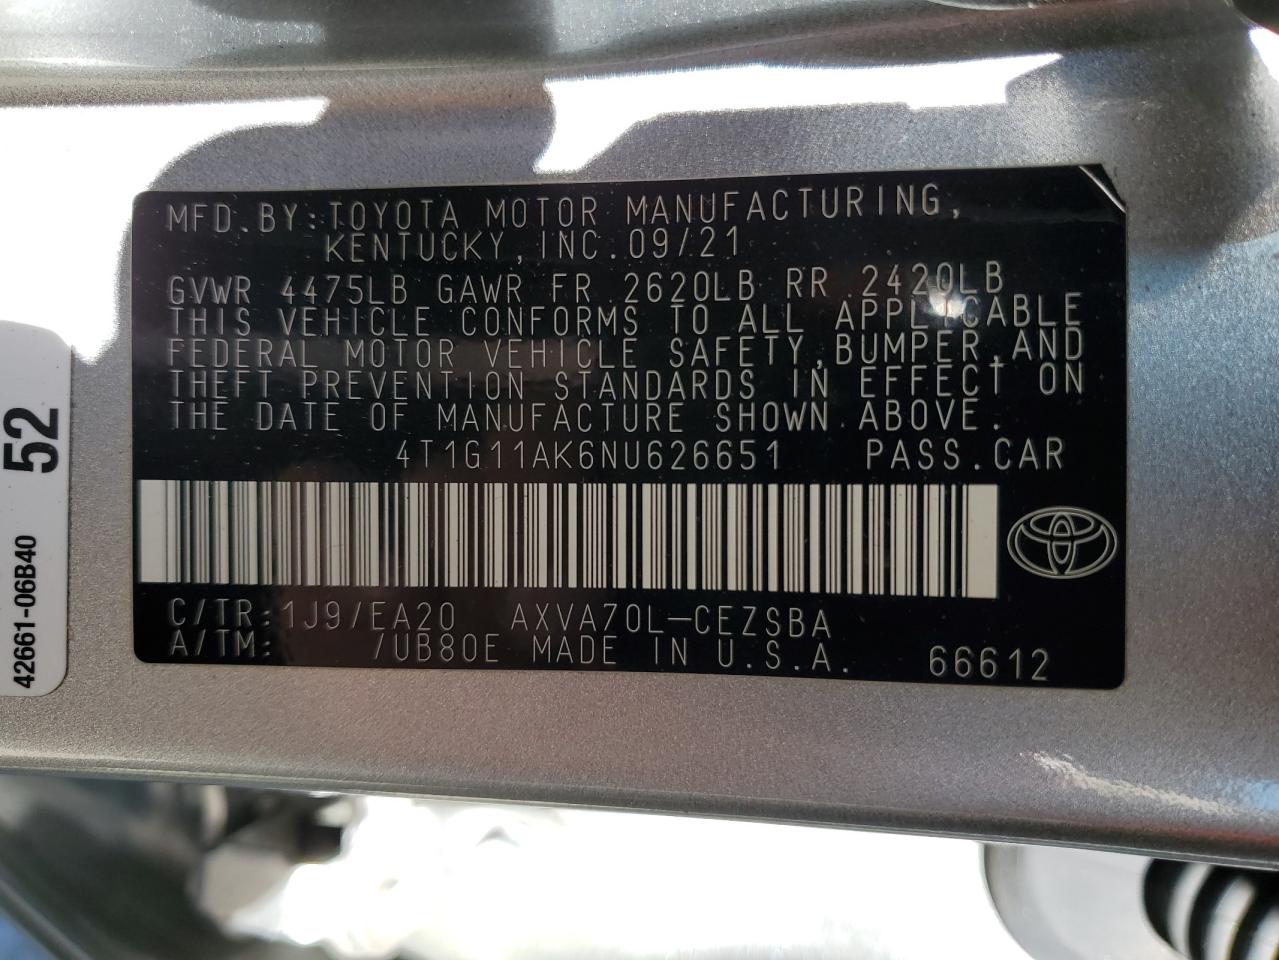 MFD.BY:TOYOTA MOTOR MANUFACTURING,
KENTUCKY,INC.09/21
GVWR 4475LB GAWR FR 2620LB RR 2420LB
THIS VEHICLE CONFORMS TO ALL APPLICABLE
FEDERAL MOTOR VEHICLE SAFETY,BUMPER,AND
THEFT PREVENTION STANDARDS IN EFFECT ON
THE DATE OF MANUFACTURE SHOWN ABOVE.
4T1G11AK6NU626651 PASS.CAR
C/TR:1J9/EA20 AXVA70L-CEZSBA
A/TM: /UB80E MADE IN U.S.A. 66612
52
42661-06B40